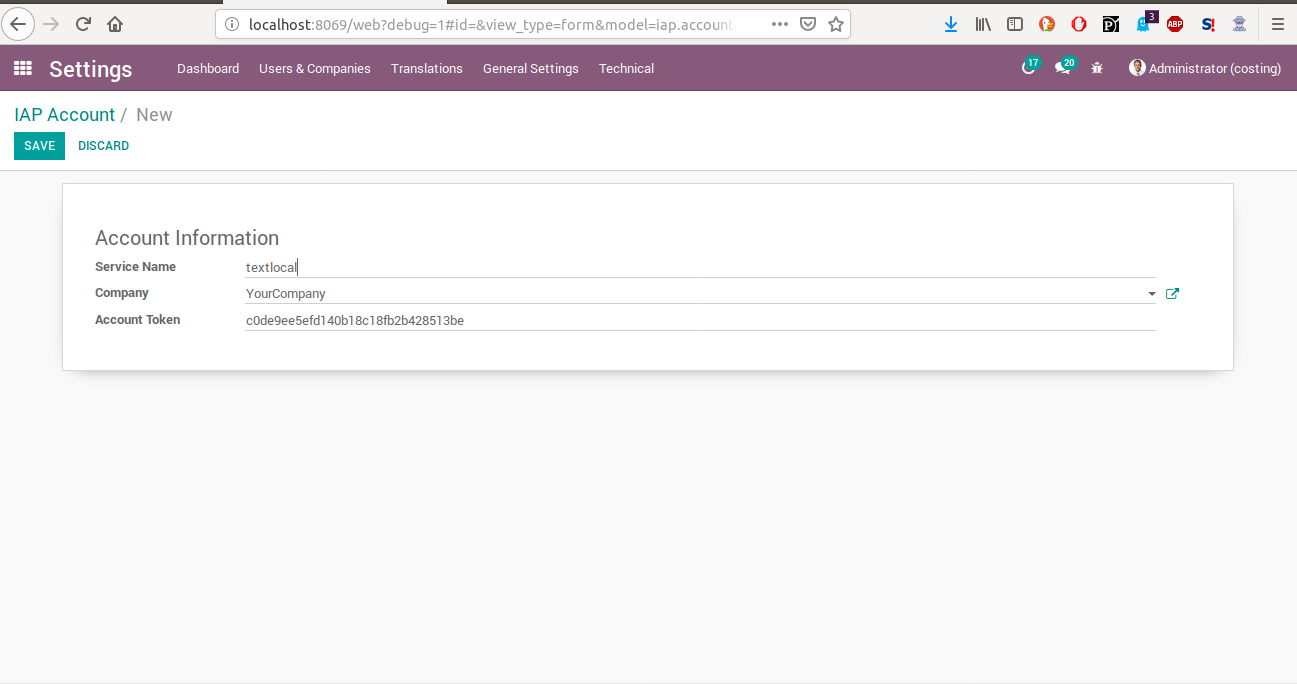 localhost:8069/web?debug=1#id=&view_type=form&model=iap.account
3
ABP
S!
Settings
Dashboard
Users & Companies
Translations
General Settings
Technical
17
20
Administrator (costing)
IAP Account / New
SAVE
DISCARD
Account Information
Service Name
textlocal
Company
YourCompany
Account Token
c0de9ee5efd140b18c18fb2b428513be